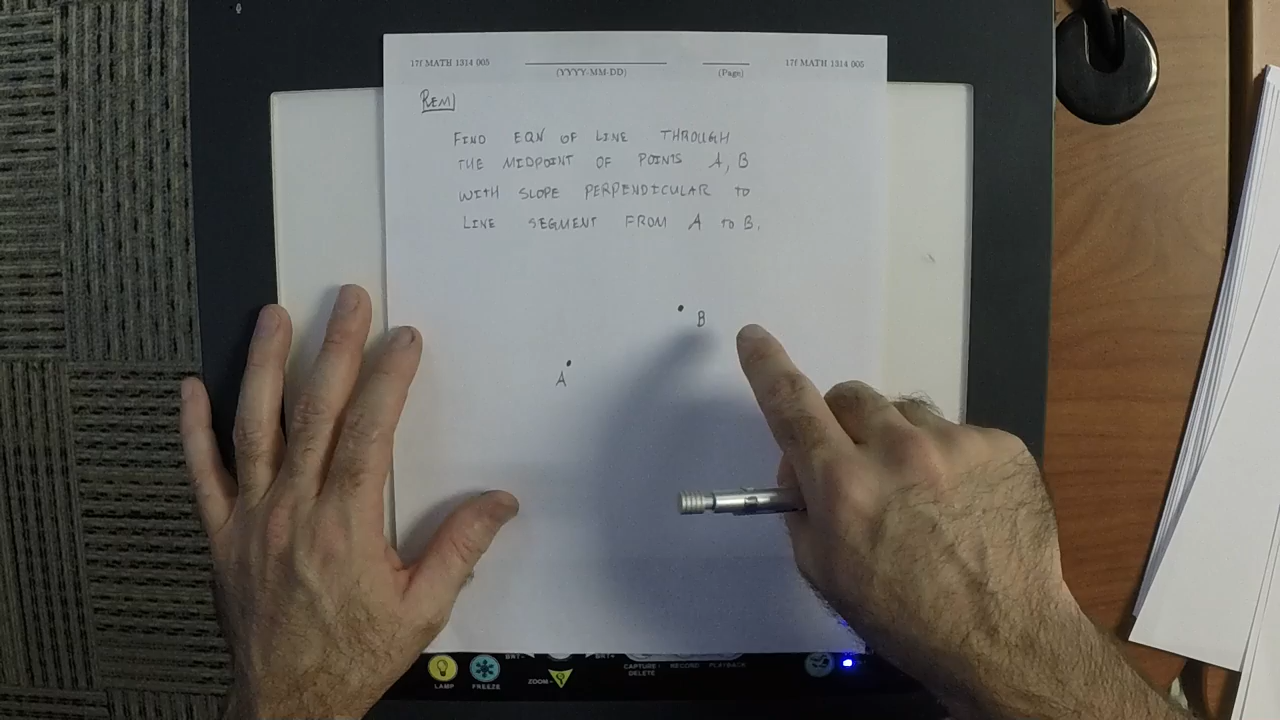 17f MATH 1314 005 (YYYY-MM-DD) (Page) 17f MATH 1314 005
REM
FIND EQN OF LINE THROUGH
THE MIDPOINT OF POINTS A, B
WITH SLOPE PERPENDICULAR TO
LINE SEGMENT FROM A TO B.
B
A
LAMP FREEZE ZOOM- CAPTURE / DELETE RECORD PLAYBACK